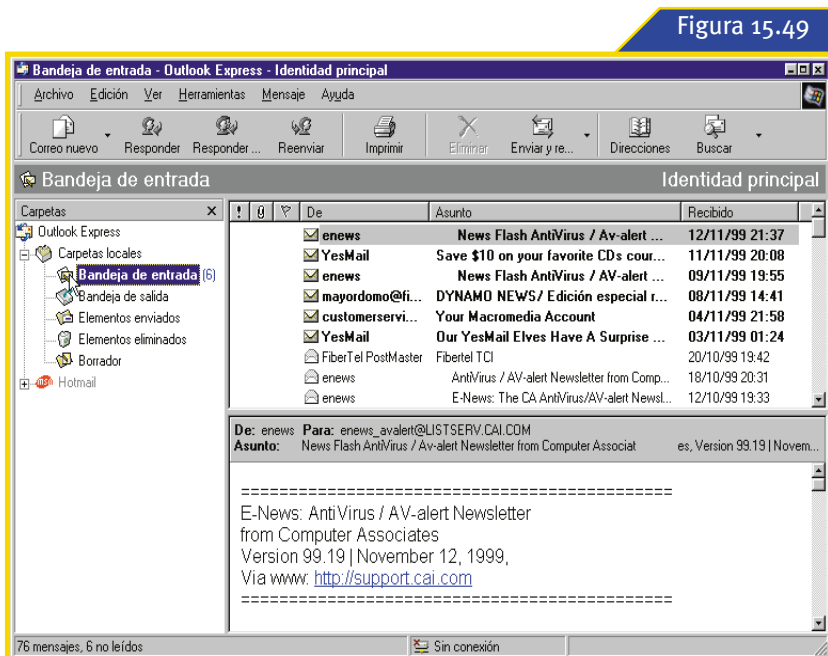 Figura 15.49
Bandeja de entrada - Outlook Express - Identidad principal
Archivo Edición Ver Herramientas Mensaje Ayuda
Correo nuevo Responder Responder ... Reenviar Imprimir Eliminar Enviar y re... Direcciones Buscar
Bandeja de entrada Identidad principal
Carpetas
Outlook Express
Carpetas locales
Bandeja de entrada (6)
Bandeja de salida
Elementos enviados
Elementos eliminados
Borrador
msn Hotmail
! De Asunto Recibido
enews News Flash AntiVirus / Av-alert ... 12/11/99 21:37
YesMail Save $10 on your favorite CDs cour... 11/11/99 20:08
enews News Flash AntiVirus / AV-alert ... 09/11/99 19:55
mayordomo@fi... DYNAMO NEWS/ Edición especial r... 08/11/99 14:41
customerservi... Your Macromedia Account 04/11/99 21:58
YesMail Our YesMail Elves Have A Surprise ... 03/11/99 01:24
FiberTel PostMaster Fibertel TCI 20/10/99 19:42
enews AntiVirus / AV-alert Newsletter from Comp... 18/10/99 20:31
enews E-News: The CA AntiVirus/AV-alert Newsl... 12/10/99 19:33
De: enews Para: enews_avalert@LISTSERV.CAI.COM
Asunto: News Flash AntiVirus / Av-alert Newsletter from Computer Associat es, Version 99.19 | Novem...
================================================
E-News: AntiVirus / AV-alert Newsletter
from Computer Associates
Version 99.19 | November 12, 1999,
Via www: http://support.cai.com
================================================
76 mensajes, 6 no leídos Sin conexión